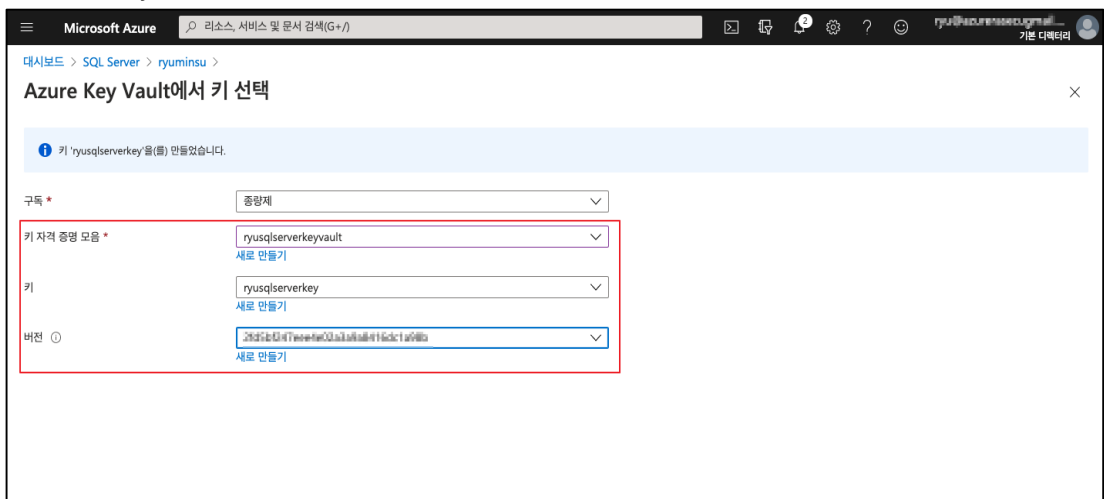 Microsoft Azure
리소스, 서비스 및 문서 검색(G+/)
2
기본 디렉터리
대시보드 > SQL Server > ryuminsu >
Azure Key Vault에서 키 선택
키 'ryusqlserverkey'을(를) 만들었습니다.
구독 *
종량제
키 자격 증명 모음 *
ryusqlserverkeyvault
새로 만들기
키
ryusqlserverkey
새로 만들기
버전
새로 만들기